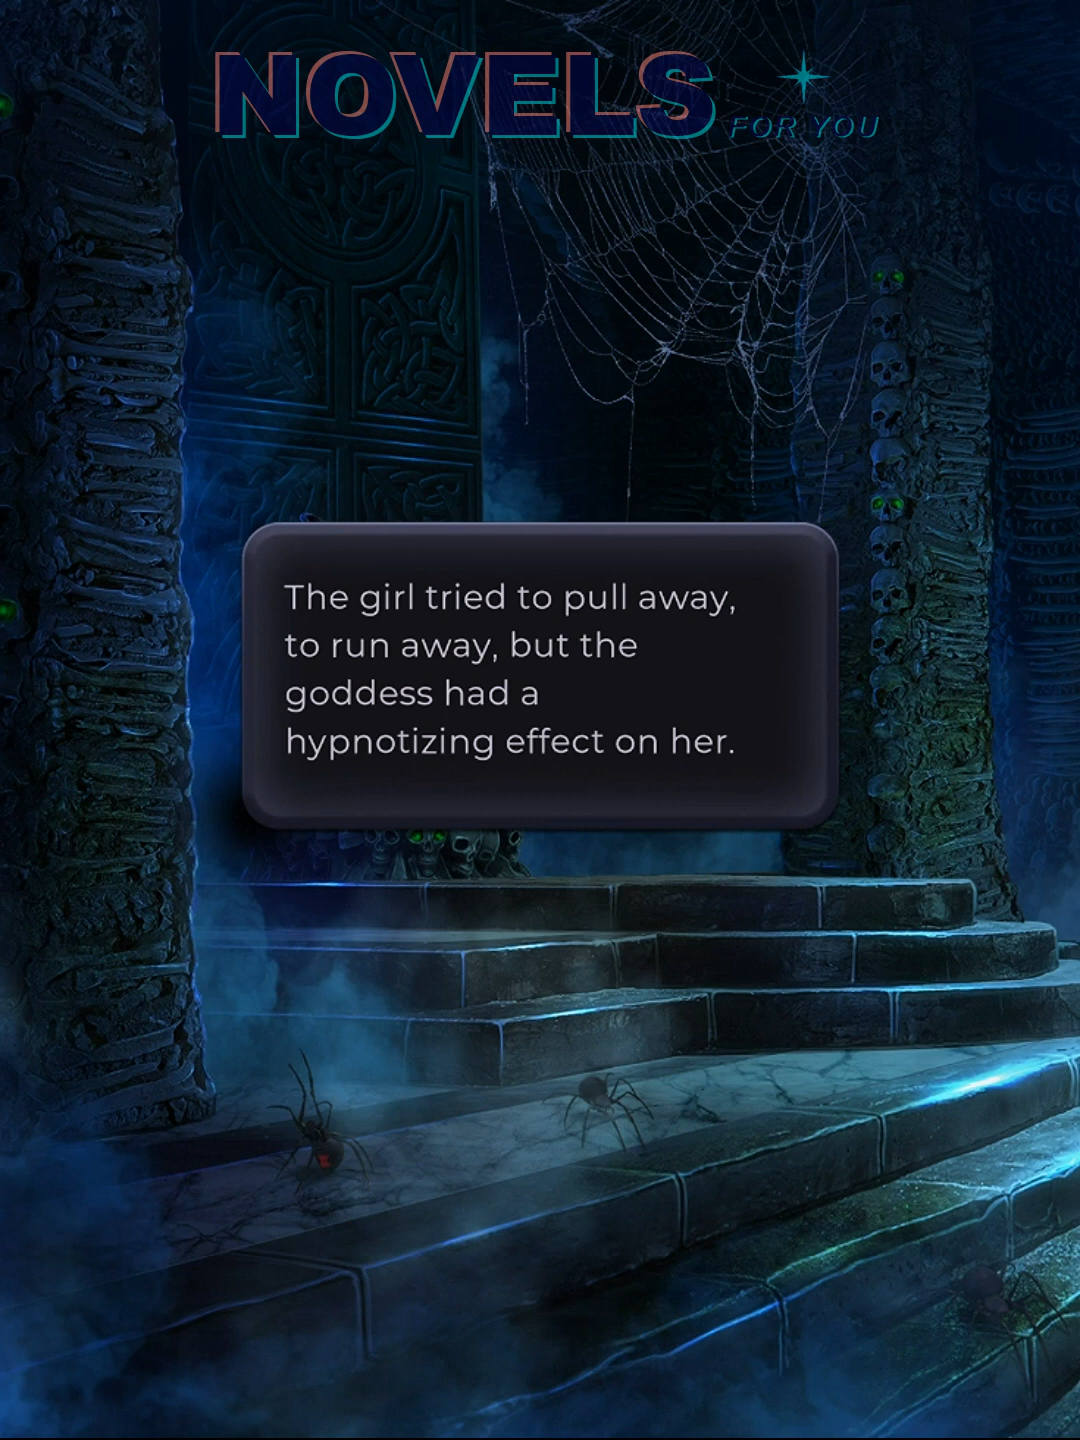 NOVELS FOR YOU
The girl tried to pull away,
to run away, but the
goddess had a
hypnotizing effect on her.